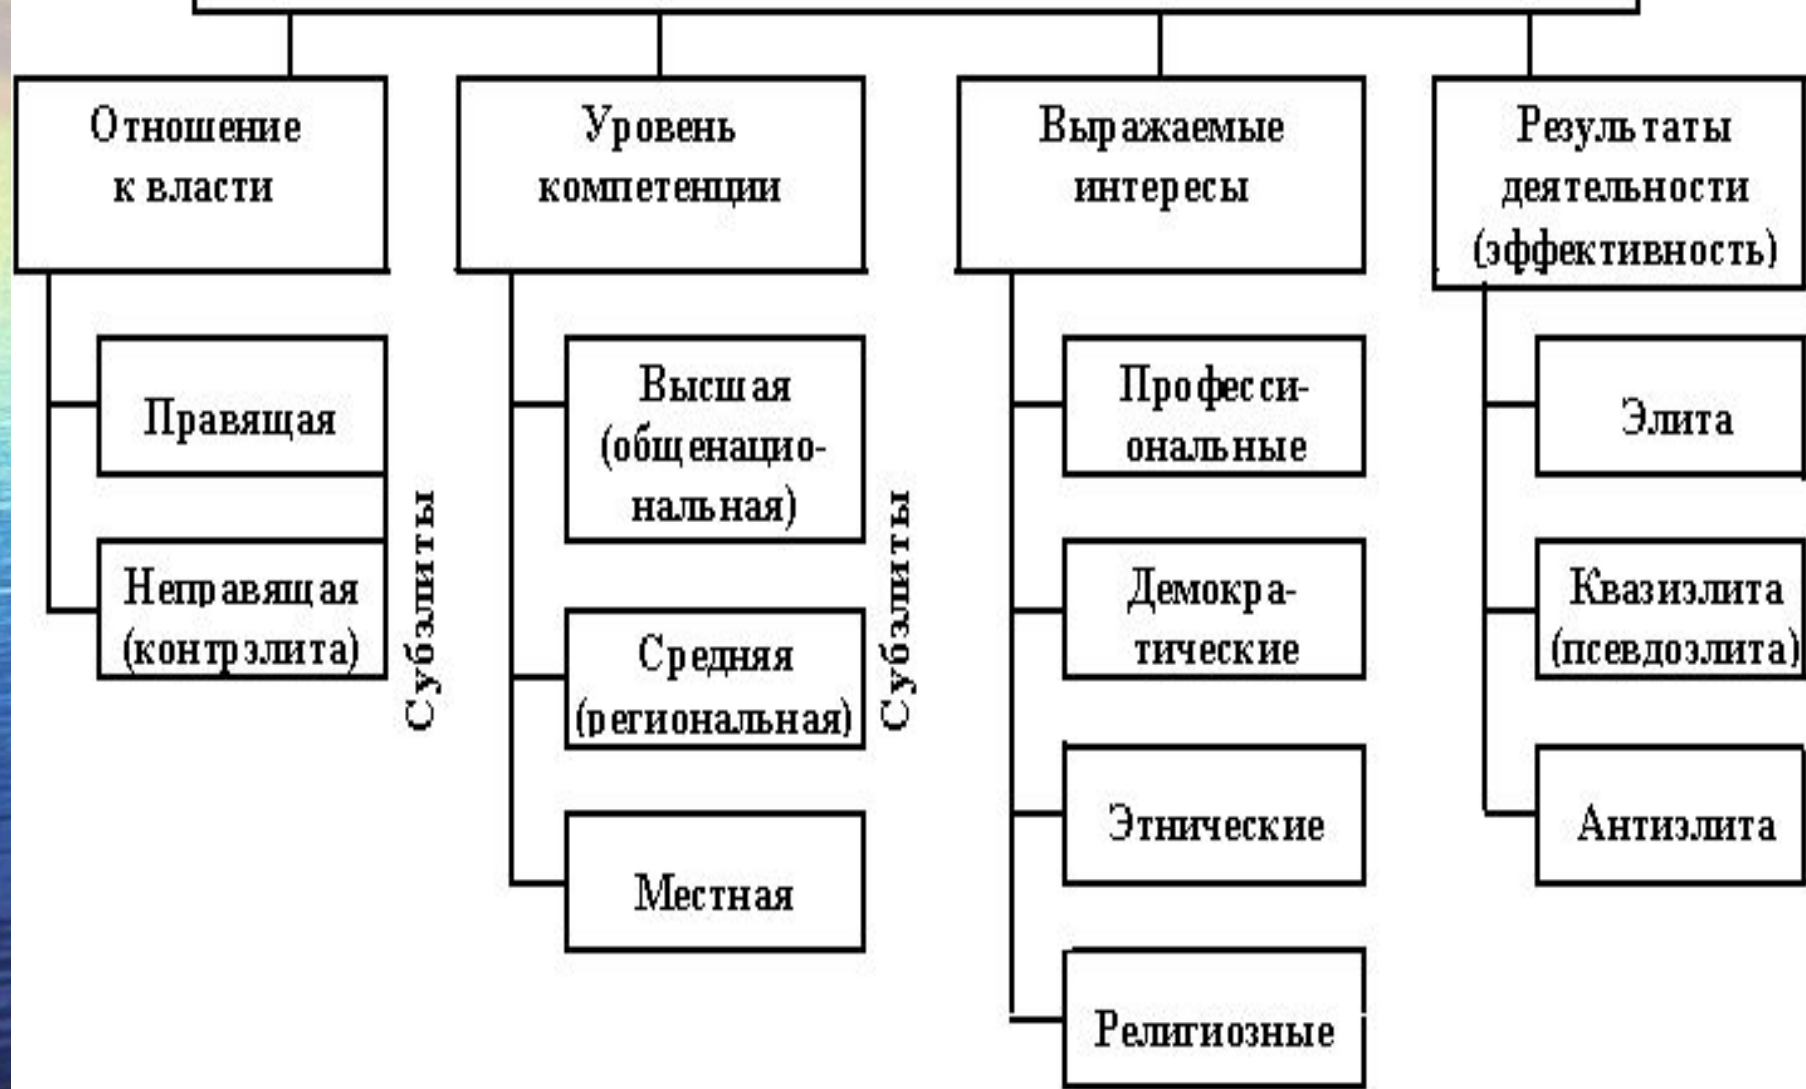 Отношение
к власти
Правящая
Неправящая
(контрэлита)
Субэлиты
Уровень
компетенции
Высшая
(общенацио-
нальная)
Средняя
(региональная)
Местная
Субэлиты
Выражаемые
интересы
Професси-
ональные
Демокра-
тические
Этнические
Религиозные
Результаты
деятельности
(эффективность)
Элита
Квазиэлита
(псевдоэлита)
Антиэлита